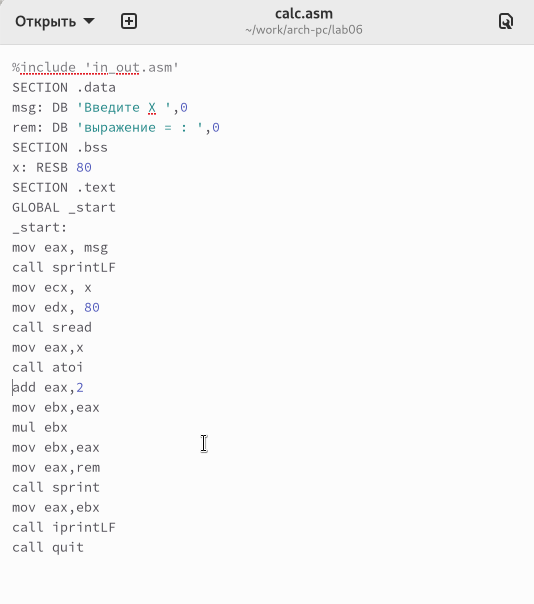 Открыть
calc.asm
~/work/arch-pc/lab06
%include 'in_out.asm'
SECTION .data
msg: DB 'Введите X ',0
rem: DB 'выражение = : ',0
SECTION .bss
x: RESB 80
SECTION .text
GLOBAL _start
_start:
mov eax, msg
call sprintLF
mov ecx, x
mov edx, 80
call sread
mov eax,x
call atoi
add eax,2
mov ebx,eax
mul ebx
mov ebx,eax
mov eax,rem
call sprint
mov eax,ebx
call iprintLF
call quit